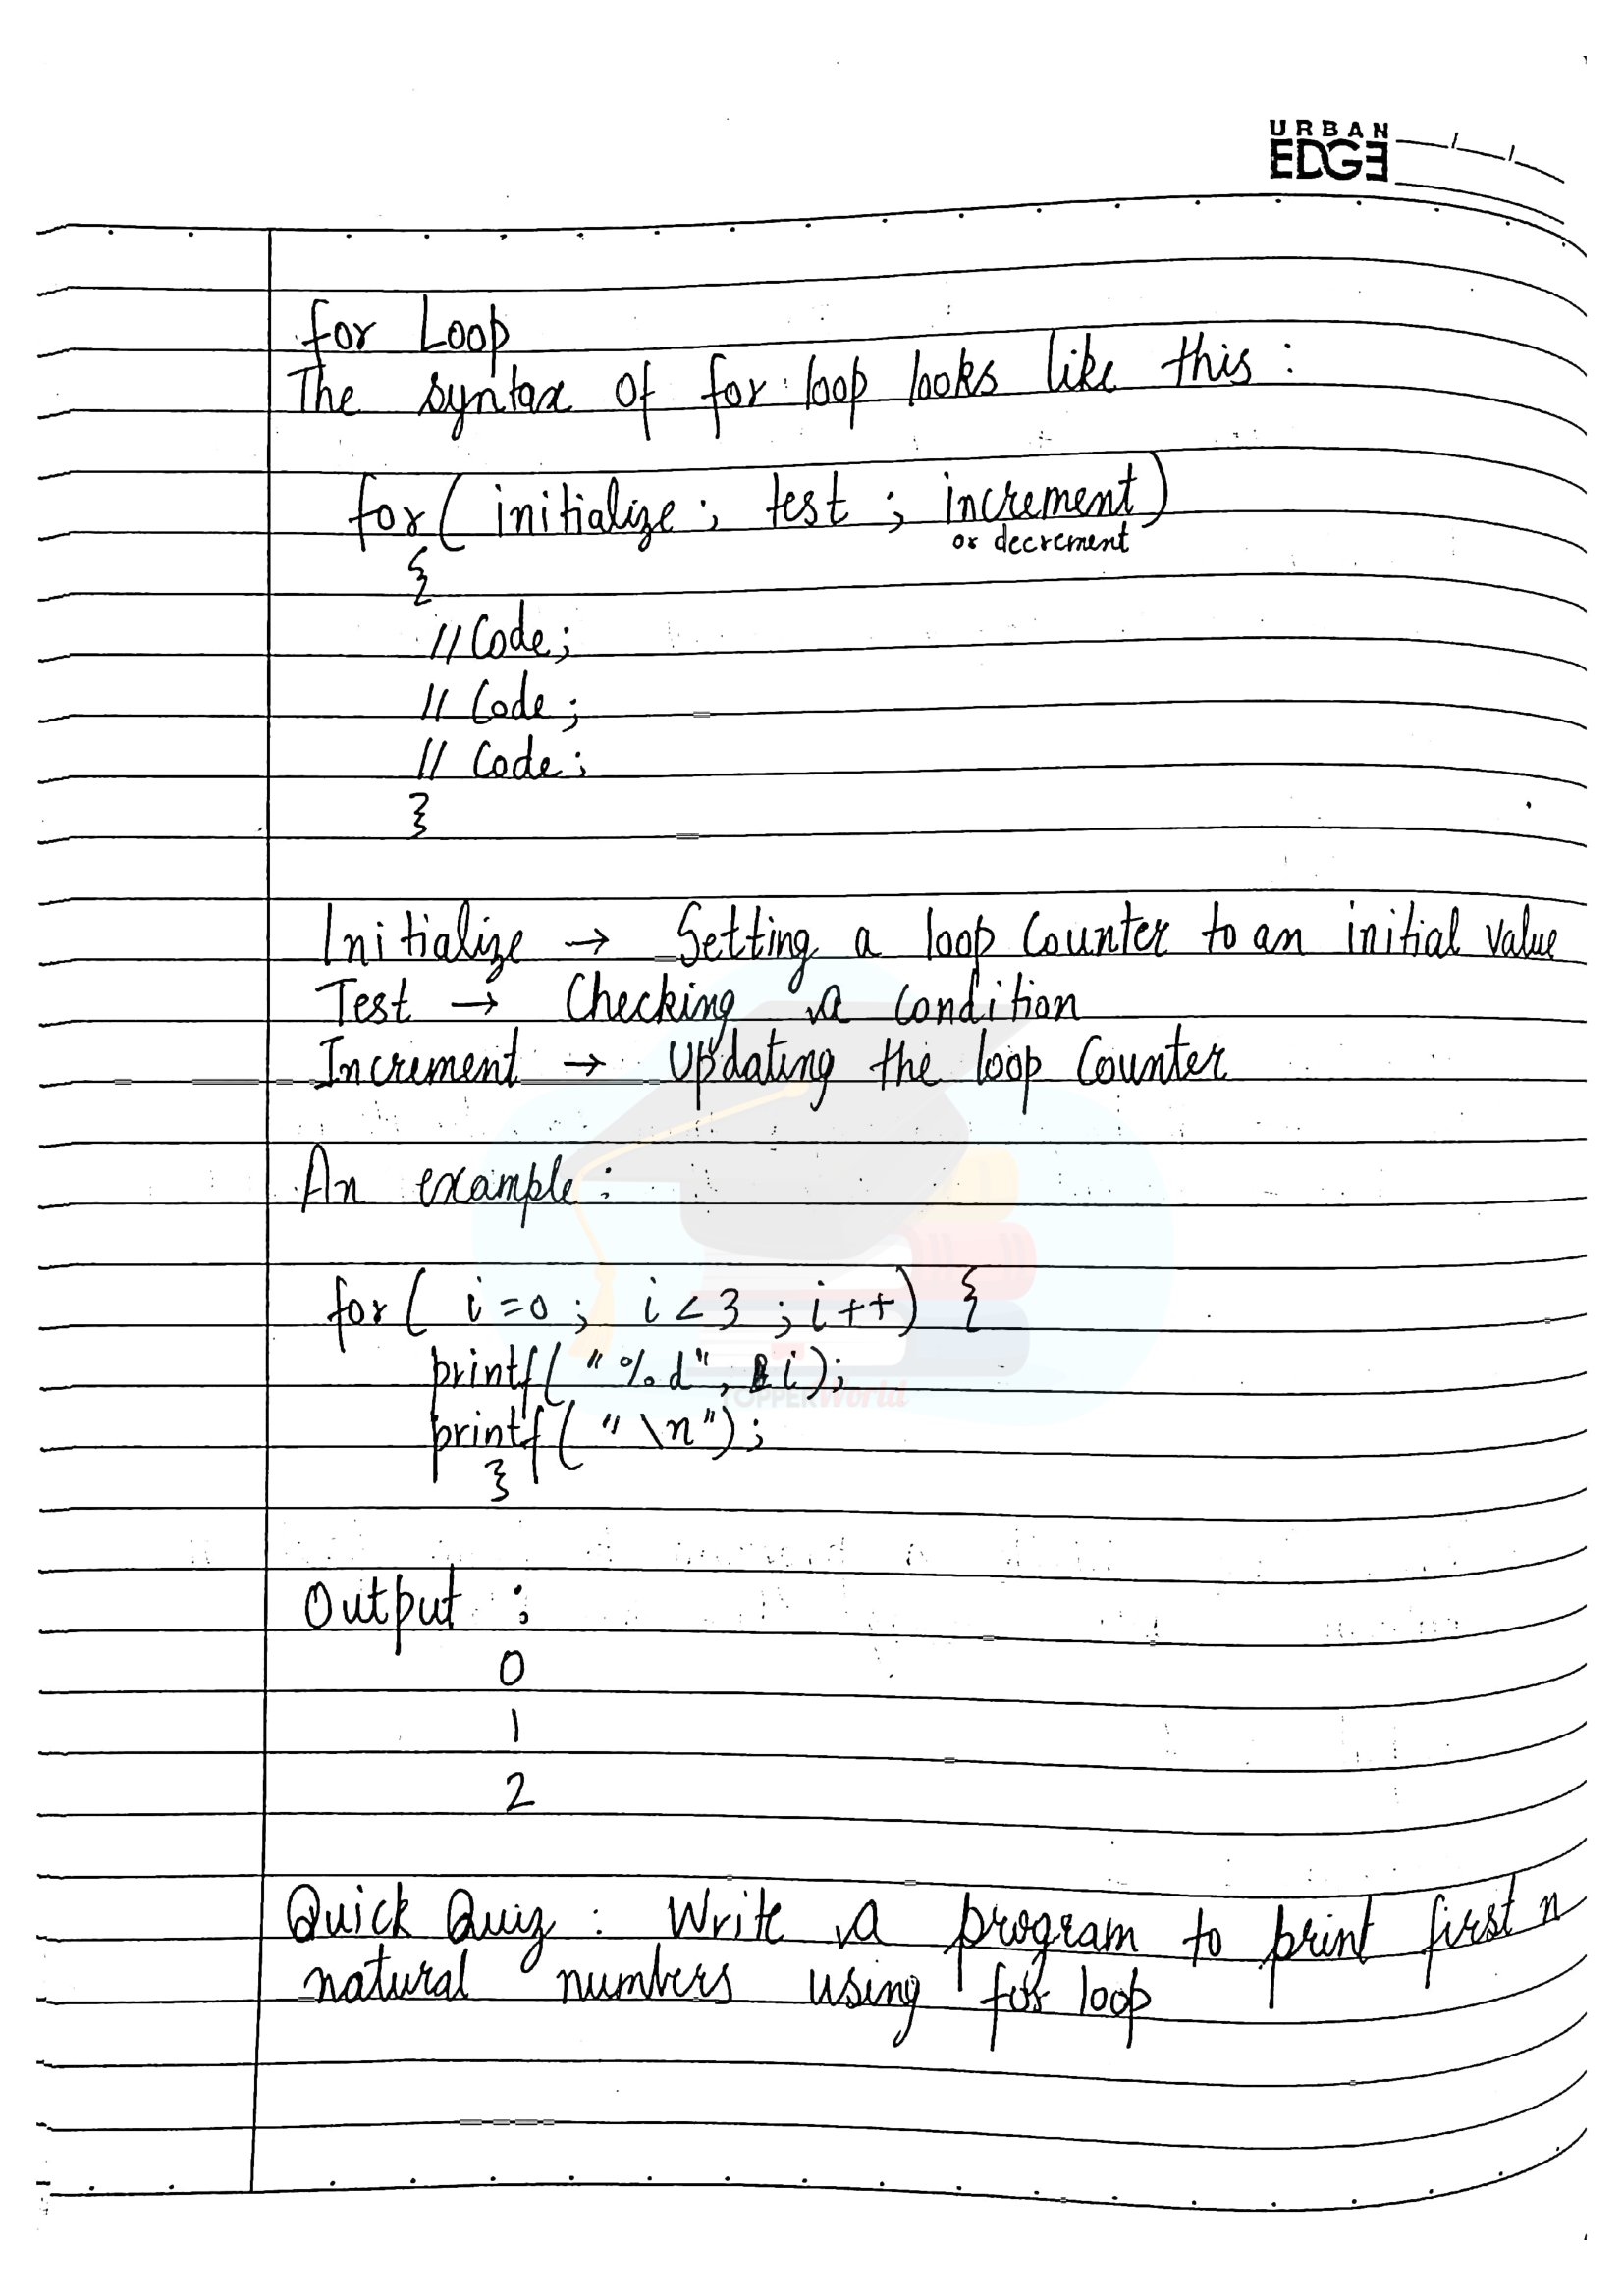 URBAN
EDGE
for Loop
The syntax of for loop looks like this :
for ( initialize ; test ; increment )
or decrement
{
// Code ;
// Code ;
// Code ;
}
Initialize → Setting a loop Counter to an initial value
Test → Checking a condition
Increment → Updating the loop Counter
An example :
for ( i = 0 ; i < 3 ; i ++ ) {
printf ( " % d " , i ) ;
printf ( " \n " ) ;
}
TOPPERWorld
Output :
0
1
2
Quick Quiz : Write a program to print first n
natural numbers using for loop